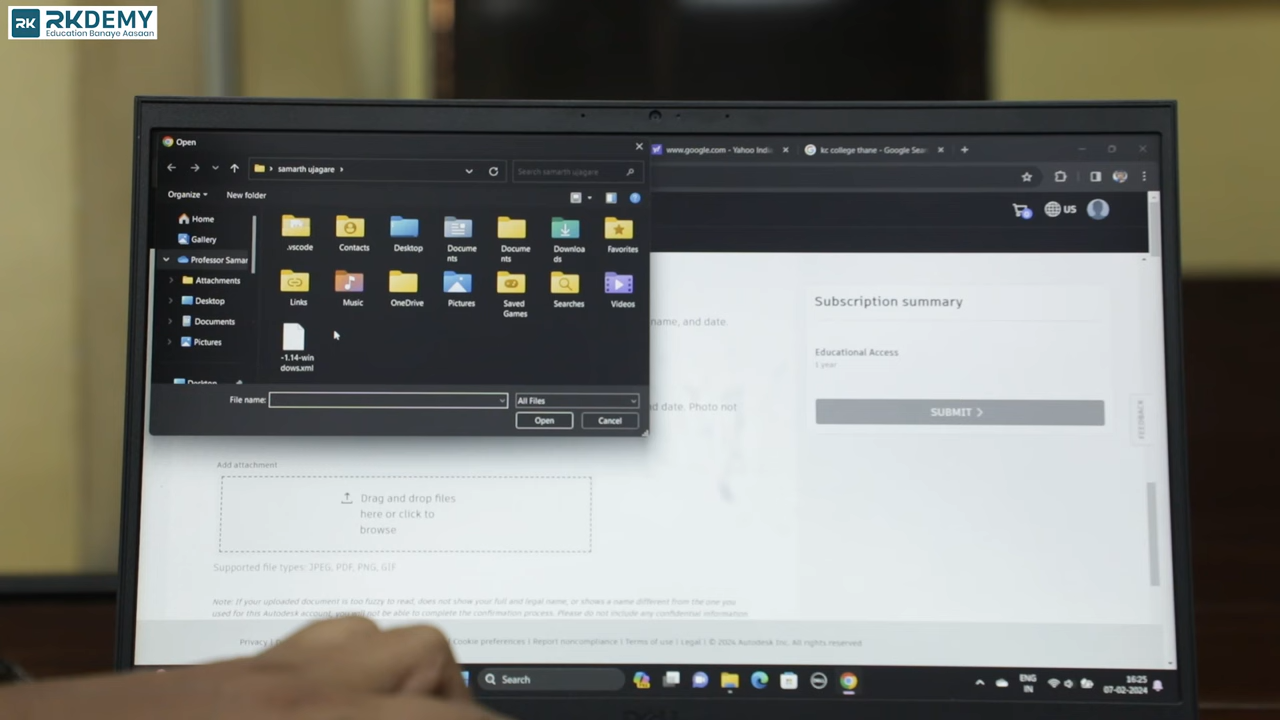 RK RKDEMY
Education Banaye Aasaan
Open
www.google.com - Yahoo Indi
kc college thane - Google Sear
samarth ujagare
Search samarth ujagare
Organize
New folder
US
Home
Gallery
Professor Samar
Attachments
Desktop
Documents
Pictures
Desktop
.vscode
Contacts
Desktop
Docume
nts
Docume
nts
Downloa
ds
Favorites
Links
Music
OneDrive
Pictures
Saved
Games
Searches
Videos
-1.14-win
dows.xml
File name:
All Files
Open
Cancel
name, and date.
d date. Photo not
Subscription summary
Educational Access
1 year
SUBMIT
FEEDBACK
Add attachment
Drag and drop files
here or click to
browse
Supported file types: JPEG, PDF, PNG, GIF
Note: If your uploaded document is too fuzzy to read, does not show your full and legal name, or shows a name different from the one you
used for this Autodesk account, you will not be able to complete the confirmation process. Please do not include any confidential information
Privacy
Cookie preferences | Report noncompliance | Terms of use | Legal | © 2024 Autodesk Inc. All rights reserved
Search
ENG
IN
16:25
07-02-2024